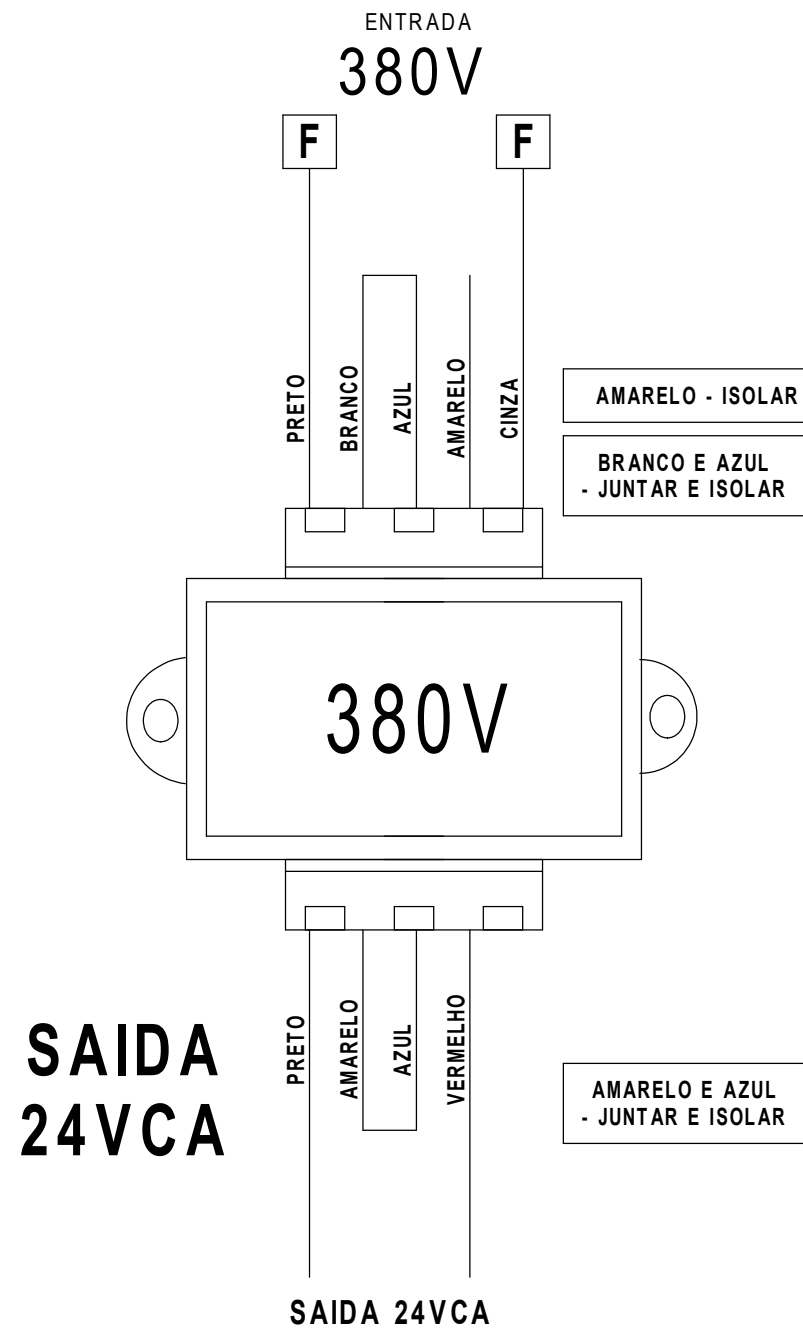 ENTRADA
380V
F
F
PRETO
BRANCO
AZUL
AMARELO
CINZA
AMARELO - ISOLAR
BRANCO E AZUL
- JUNTAR E ISOLAR
380V
PRETO
AMARELO
AZUL
VERMELHO
SAIDA
24VCA
AMARELO E AZUL
- JUNTAR E ISOLAR
SAIDA 24VCA